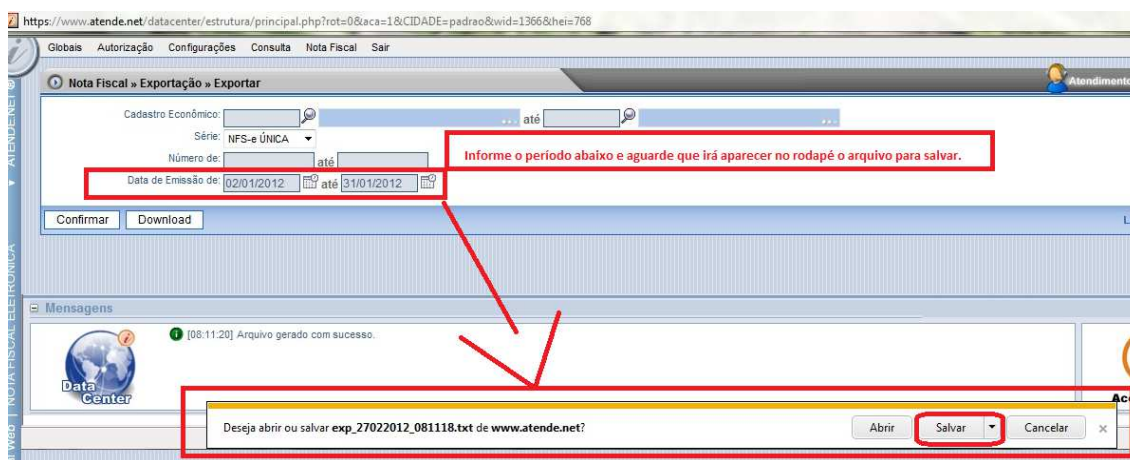 https://www.atende.net/datacenter/estrutura/principal.php?rot=0&aca=1&CIDADE=padrao&wid=1366&hei=768
Globais Autorização Configurações Consulta Nota Fiscal Sair
Nota Fiscal » Exportação » Exportar
Atendimento
ATENDENET ®
Cadastro Econômico: ... até ...
Série: NFS-e ÚNICA
Número de: até
Informe o período abaixo e aguarde que irá aparecer no rodapé o arquivo para salvar.
Data de Emissão de: 02/01/2012 até 31/01/2012
Confirmar Download
L
Mensagens
[08:11:20] Arquivo gerado com sucesso.
Data
Center
Web | NOTA FISCAL ELETRÔNICA
Deseja abrir ou salvar exp_27022012_081118.txt de www.atende.net?
Abrir Salvar Cancelar ×